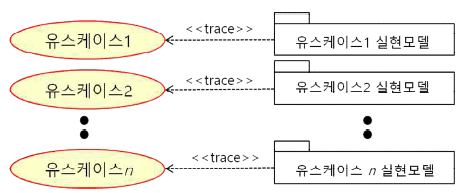 <<trace>>
유스케이스1
유스케이스1 실현모델
<<trace>>
유스케이스2
유스케이스2 실현모델
<<trace>>
유스케이스n
유스케이스 n 실현모델